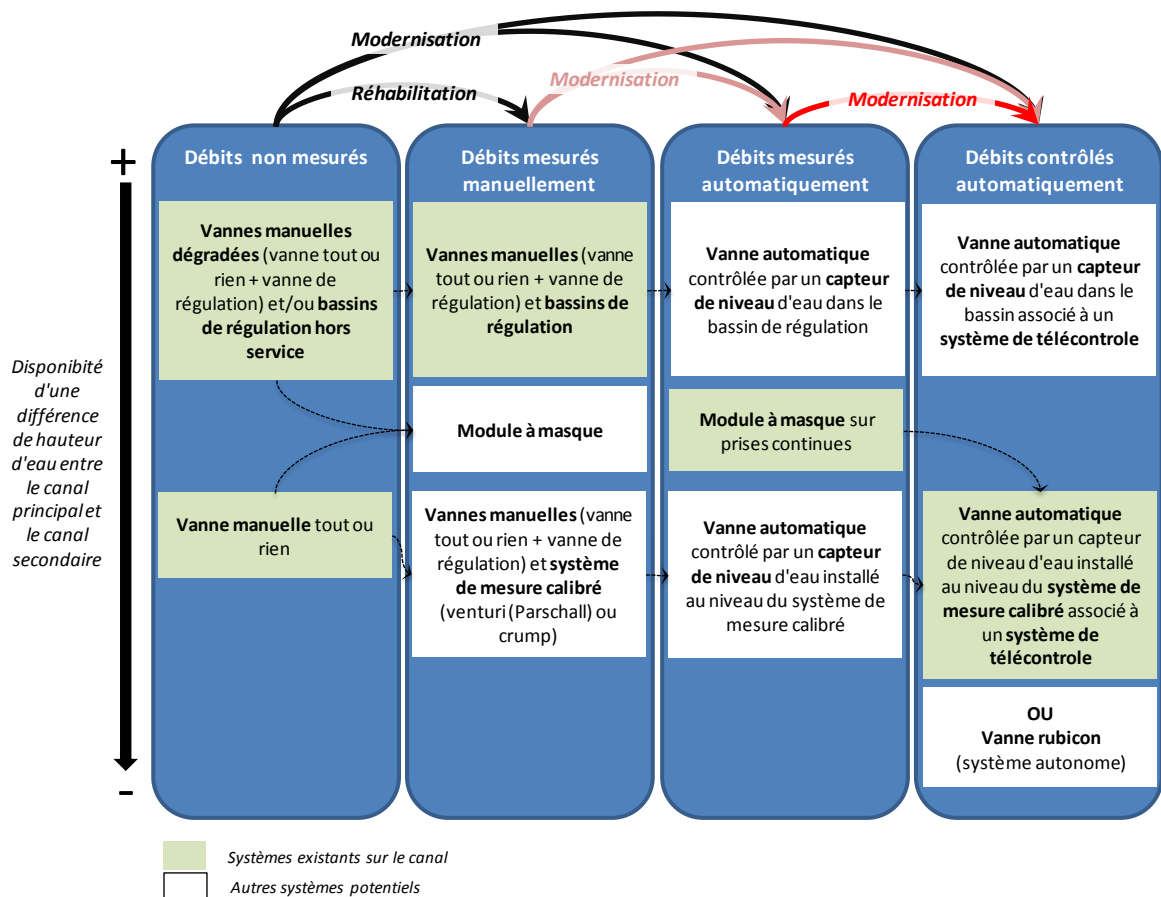 Modernisation
Réhabilitation
Modernisation
Modernisation
+
-
Disponibité
d'une
différence
de hauteur
d'eau entre
le canal
principal et
le canal
secondaire
Débits non mesurés
Vannes manuelles
dégradées (vanne tout ou
rien + vanne de
régulation) et/ou bassins
de régulation hors
service
Vanne manuelle tout ou
rien
Débits mesurés
manuellement
Vannes manuelles (vanne
tout ou rien + vanne de
régulation) et bassins de
régulation
Module à masque
Vannes manuelles (vanne
tout ou rien + vanne de
régulation) et système
de mesure calibré
(venturi (Parschall) ou
crump)
Débits mesurés
automatiquement
Vanne automatique
contrôlée par un capteur
de niveau d'eau dans le
bassin de régulation
Module à masque sur
prises continues
Vanne automatique
contrôlé par un capteur
de niveau d'eau installé
au niveau du système de
mesure calibré
Débits contrôlés
automatiquement
Vanne automatique
contrôlée par un capteur
de niveau d'eau dans le
bassin associé à un
système de télécontrole
Vanne automatique
contrôlée par un capteur
de niveau d'eau installé
au niveau du système de
mesure calibré associé à
un système de
télécontrole
OU
Vanne rubicon
(système autonome)
Systèmes existants sur le canal
Autres systèmes potentiels